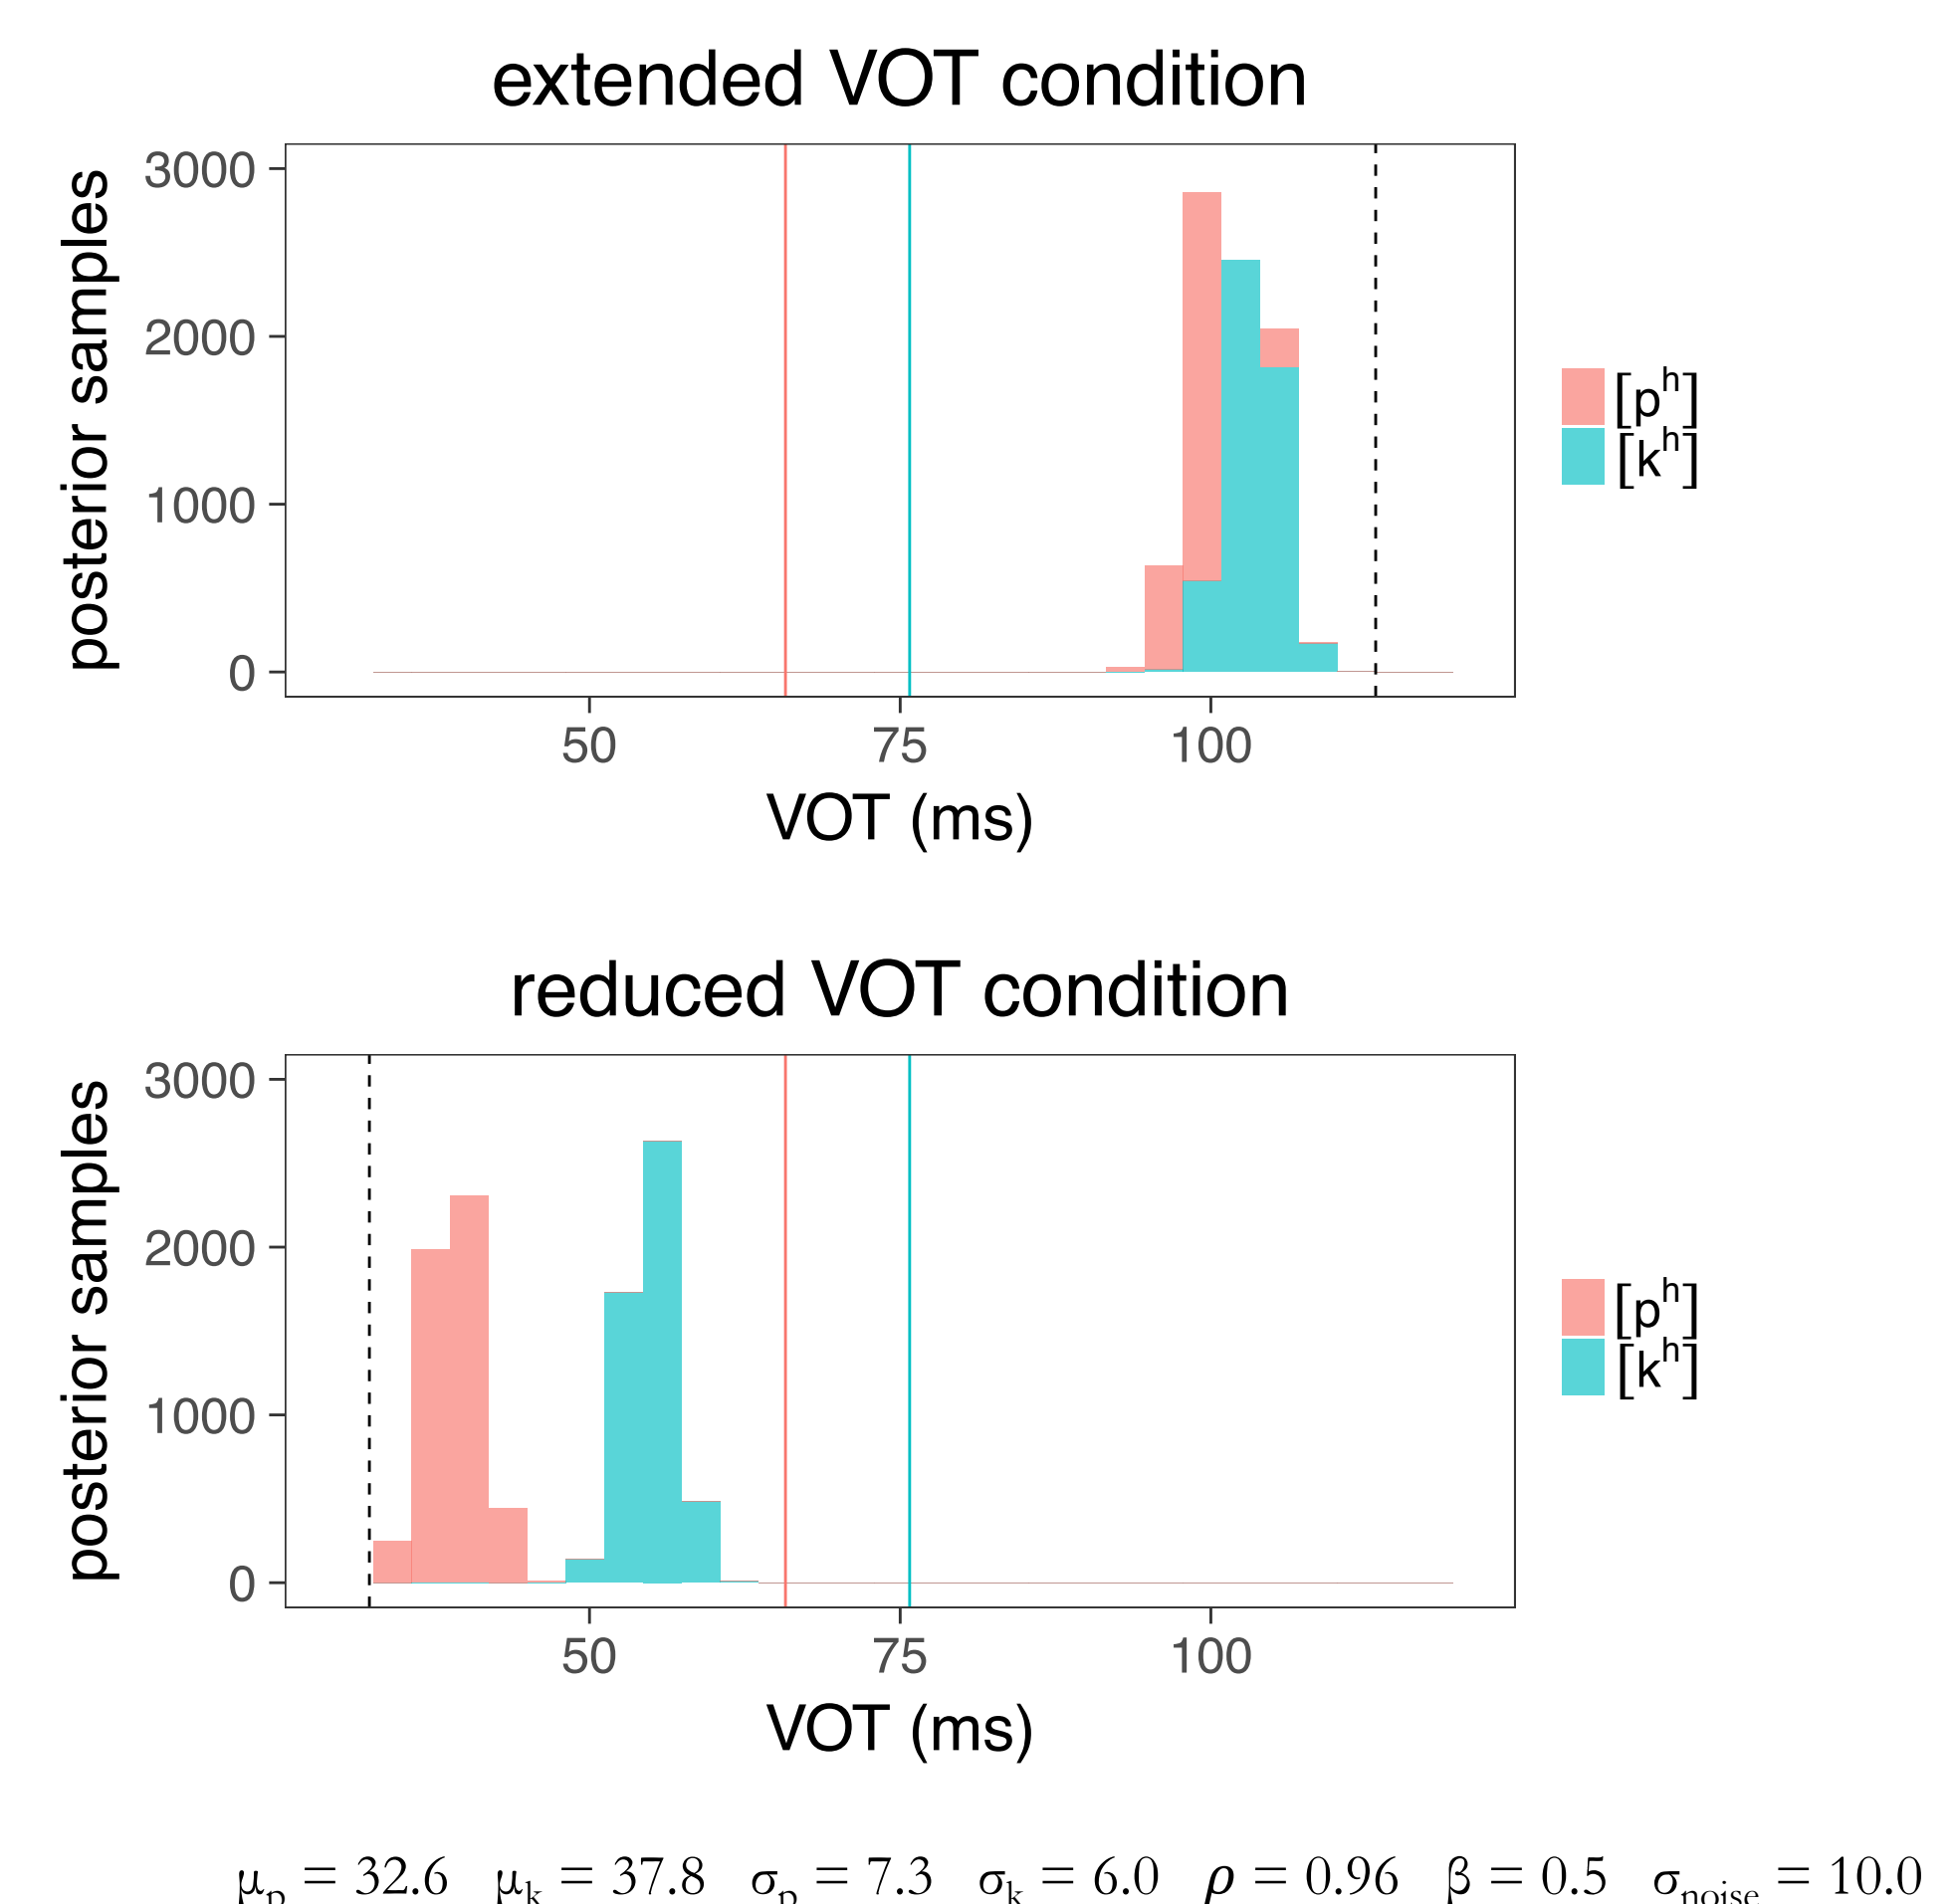 extended VOT condition
3000
2000
1000
0
posterior samples
50 75 100
VOT (ms)
[pʰ]
[kʰ]
reduced VOT condition
3000
2000
1000
0
posterior samples
50 75 100
VOT (ms)
[pʰ]
[kʰ]
μp = 32.6 μk = 37.8 σp = 7.3 σk = 6.0 ρ = 0.96 β = 0.5 σnoise = 10.0